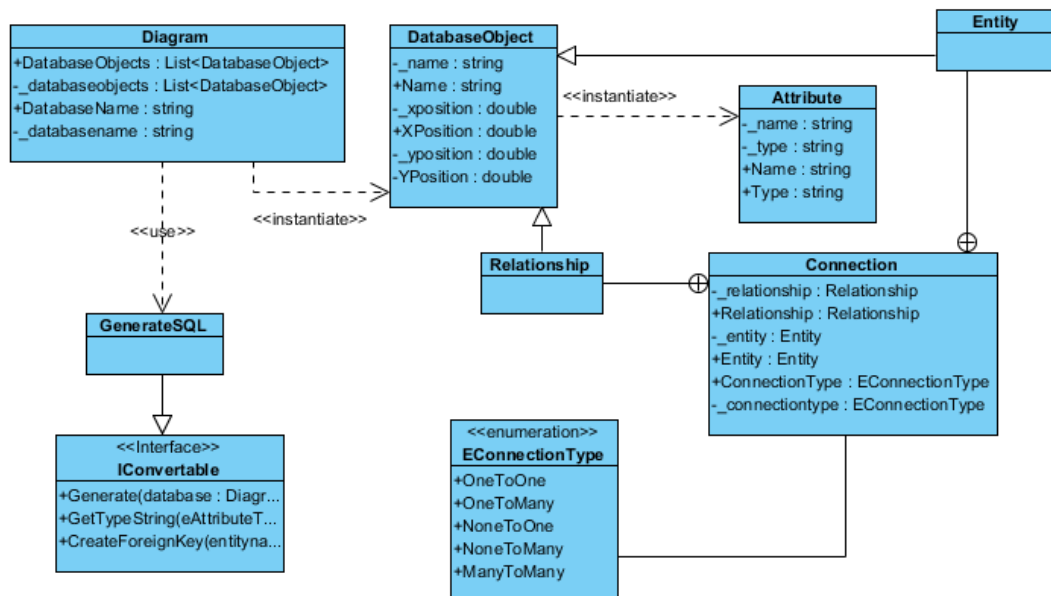 Diagram
+DatabaseObjects : List<DatabaseObject>
-_databaseobjects : List<DatabaseObject>
+DatabaseName : string
-_databasename : string
DatabaseObject
-_name : string
+Name : string
-_xposition : double
+XPosition : double
-_yposition : double
-YPosition : double
Entity
<<instantiate>>
Attribute
-_name : string
-_type : string
+Name : string
+Type : string
<<use>>
<<instantiate>>
Relationship
Connection
-_relationship : Relationship
+Relationship : Relationship
-_entity : Entity
+Entity : Entity
+ConnectionType : EConnectionType
-_connectiontype : EConnectionType
GenerateSQL
<<Interface>>
IConvertable
+Generate(database : Diagr...
+GetTypeString(eAttributeT...
+CreateForeignKey(entityna...
<<enumeration>>
EConnectionType
+OneToOne
+OneToMany
+NoneToOne
+NoneToMany
+ManyToMany